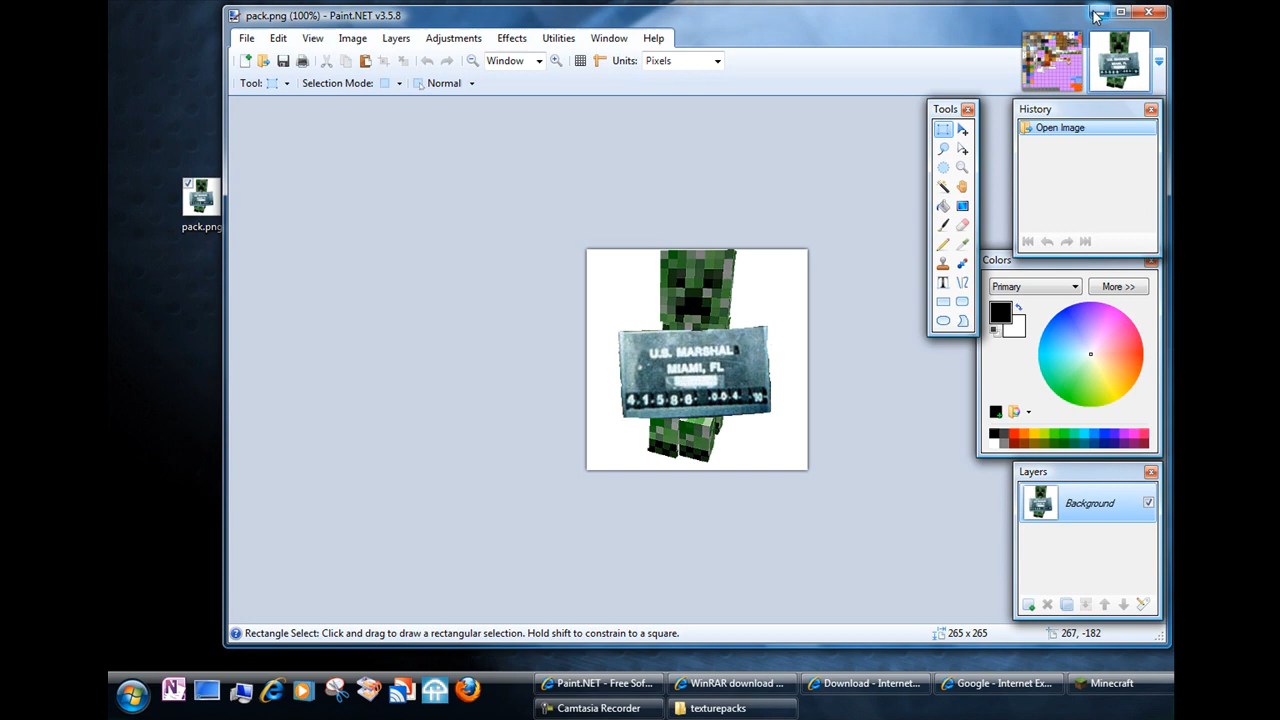 pack.png (100%) - Paint.NET v3.5.8
File Edit View Image Layers Adjustments Effects Utilities Window Help
Window Units: Pixels
Tool: Selection Mode: Normal
Tools
History
Open Image
pack.png
Colors
Primary More >>
U.S. MARSHAL
MIAMI, FL
41586 004 10
Layers
Background
Rectangle Select: Click and drag to draw a rectangular selection. Hold shift to constrain to a square. 265 x 265 267, -182
Paint.NET - Free Sof... WinRAR download ... Download - Internet... Google - Internet Ex... Minecraft
Camtasia Recorder texturepacks